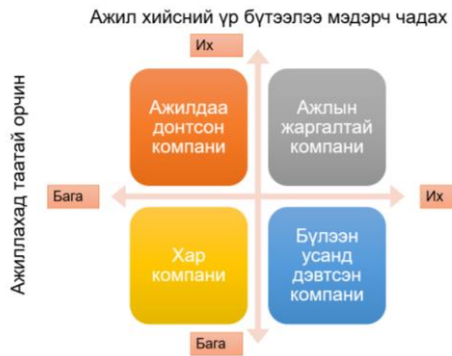 Ажил хийсний үр бүтээлээ мэдэрч чадах
Их
Ажиллахад таатай орчин
Ажилдаа
донтсон
компани
Ажлын
жаргалтай
компани
Бага
Их
Хар
компани
Бүлээн
усанд
дэвтсэн
компани
Бага